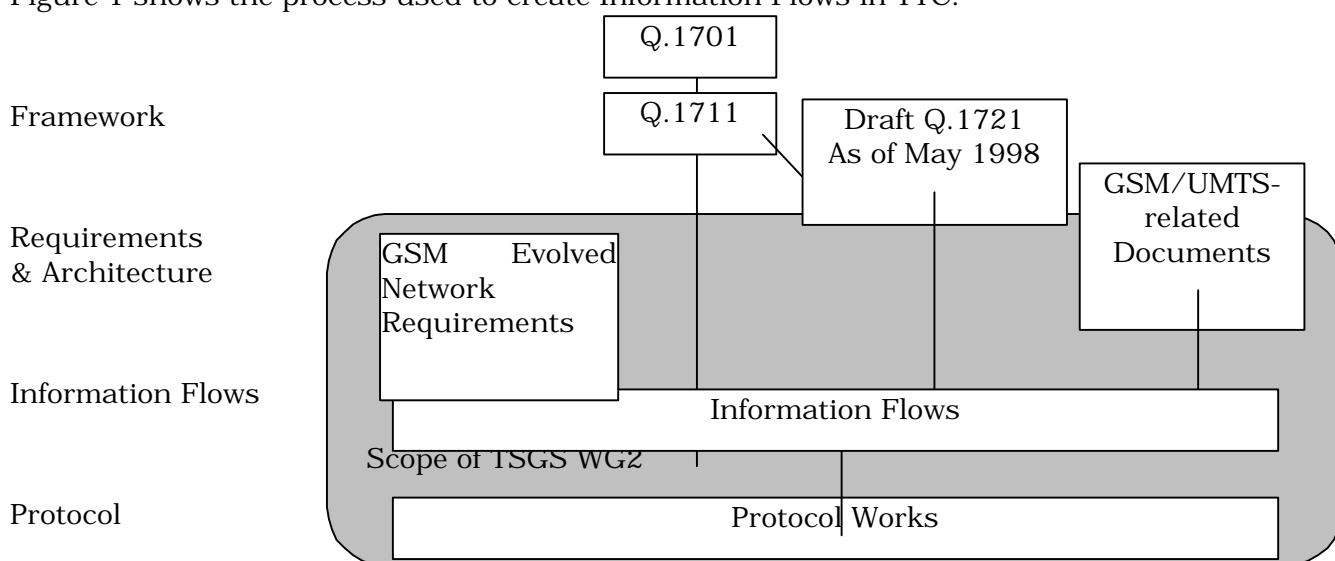 Figure 1 shows the process used to create Information Flows in TTC.
Q.1701
Framework
Q.1711
Draft Q.1721
As of May 1998
GSM/UMTS-
related
Documents
Requirements
& Architecture
GSM Evolved
Network
Requirements
Information Flows
Information Flows
Scope of TSGS WG2
Protocol
Protocol Works